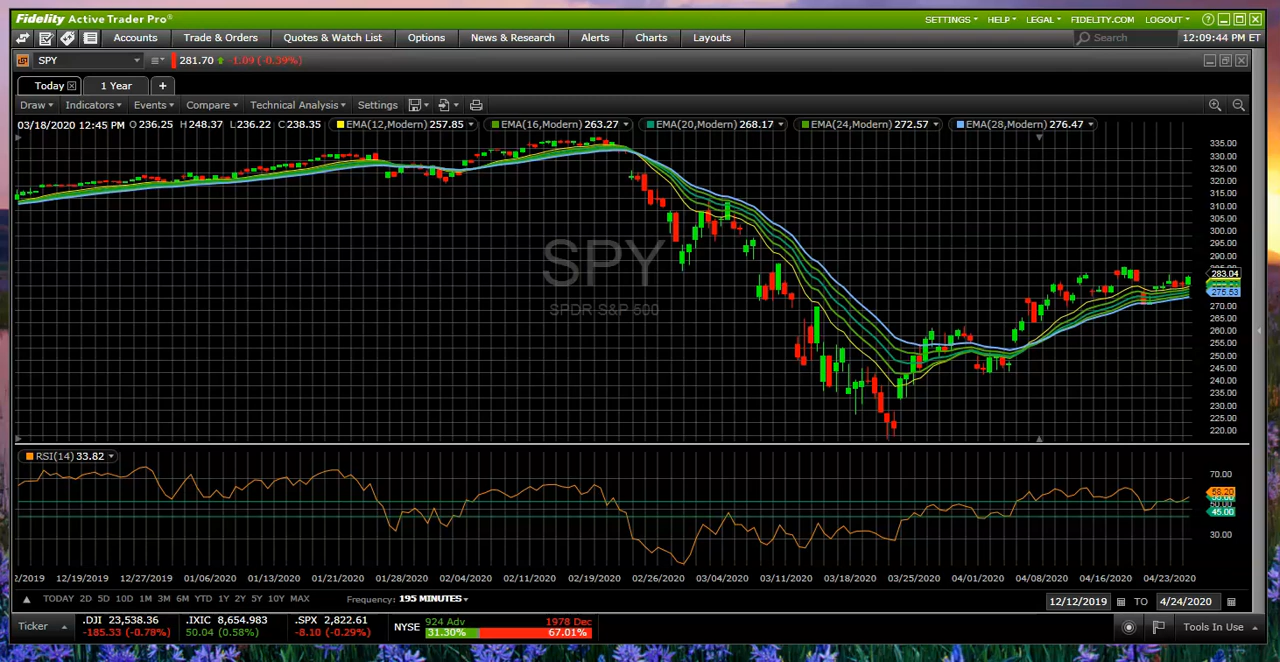 Fidelity Active Trader Pro®
SETTINGS HELP LEGAL FIDELITY.COM LOGOUT ?
Accounts Trade & Orders Quotes & Watch List Options News & Research Alerts Charts Layouts Search 12:09:44 PM ET
SPY 281.70 -1.09 (-0.39%)
Today 1 Year +
Draw Indicators Events Compare Technical Analysis Settings
03/18/2020 12:45 PM O 236.25 H 248.37 L 236.22 C 238.35 EMA(12,Modern) 257.85 EMA(16,Modern) 263.27 EMA(20,Modern) 268.17 EMA(24,Modern) 272.57 EMA(28,Modern) 276.47
335.00
330.00
325.00
320.00
315.00
310.00
305.00
300.00
295.00
290.00
283.04
275.53
270.00
265.00
260.00
255.00
250.00
245.00
240.00
235.00
230.00
225.00
220.00
SPY
SPDR S&P 500
RSI(14) 33.82
70.00
50.00
45.00
30.00
12/19/2019 12/27/2019 01/06/2020 01/13/2020 01/21/2020 01/28/2020 02/04/2020 02/11/2020 02/19/2020 02/26/2020 03/04/2020 03/11/2020 03/18/2020 03/25/2020 04/01/2020 04/08/2020 04/16/2020 04/23/2020
TODAY 2D 5D 10D 1M 3M 6M YTD 1Y 2Y 5Y 10Y MAX Frequency: 195 MINUTES 12/12/2019 TO 4/24/2020
Ticker .DJI 23,538.36 .IXIC 8,654.983 .SPX 2,822.61 NYSE 924 Adv 1978 Dec Tools In Use
-185.33 (-0.78%) 50.04 (0.58%) -8.10 (-0.29%) 31.30% 67.01%